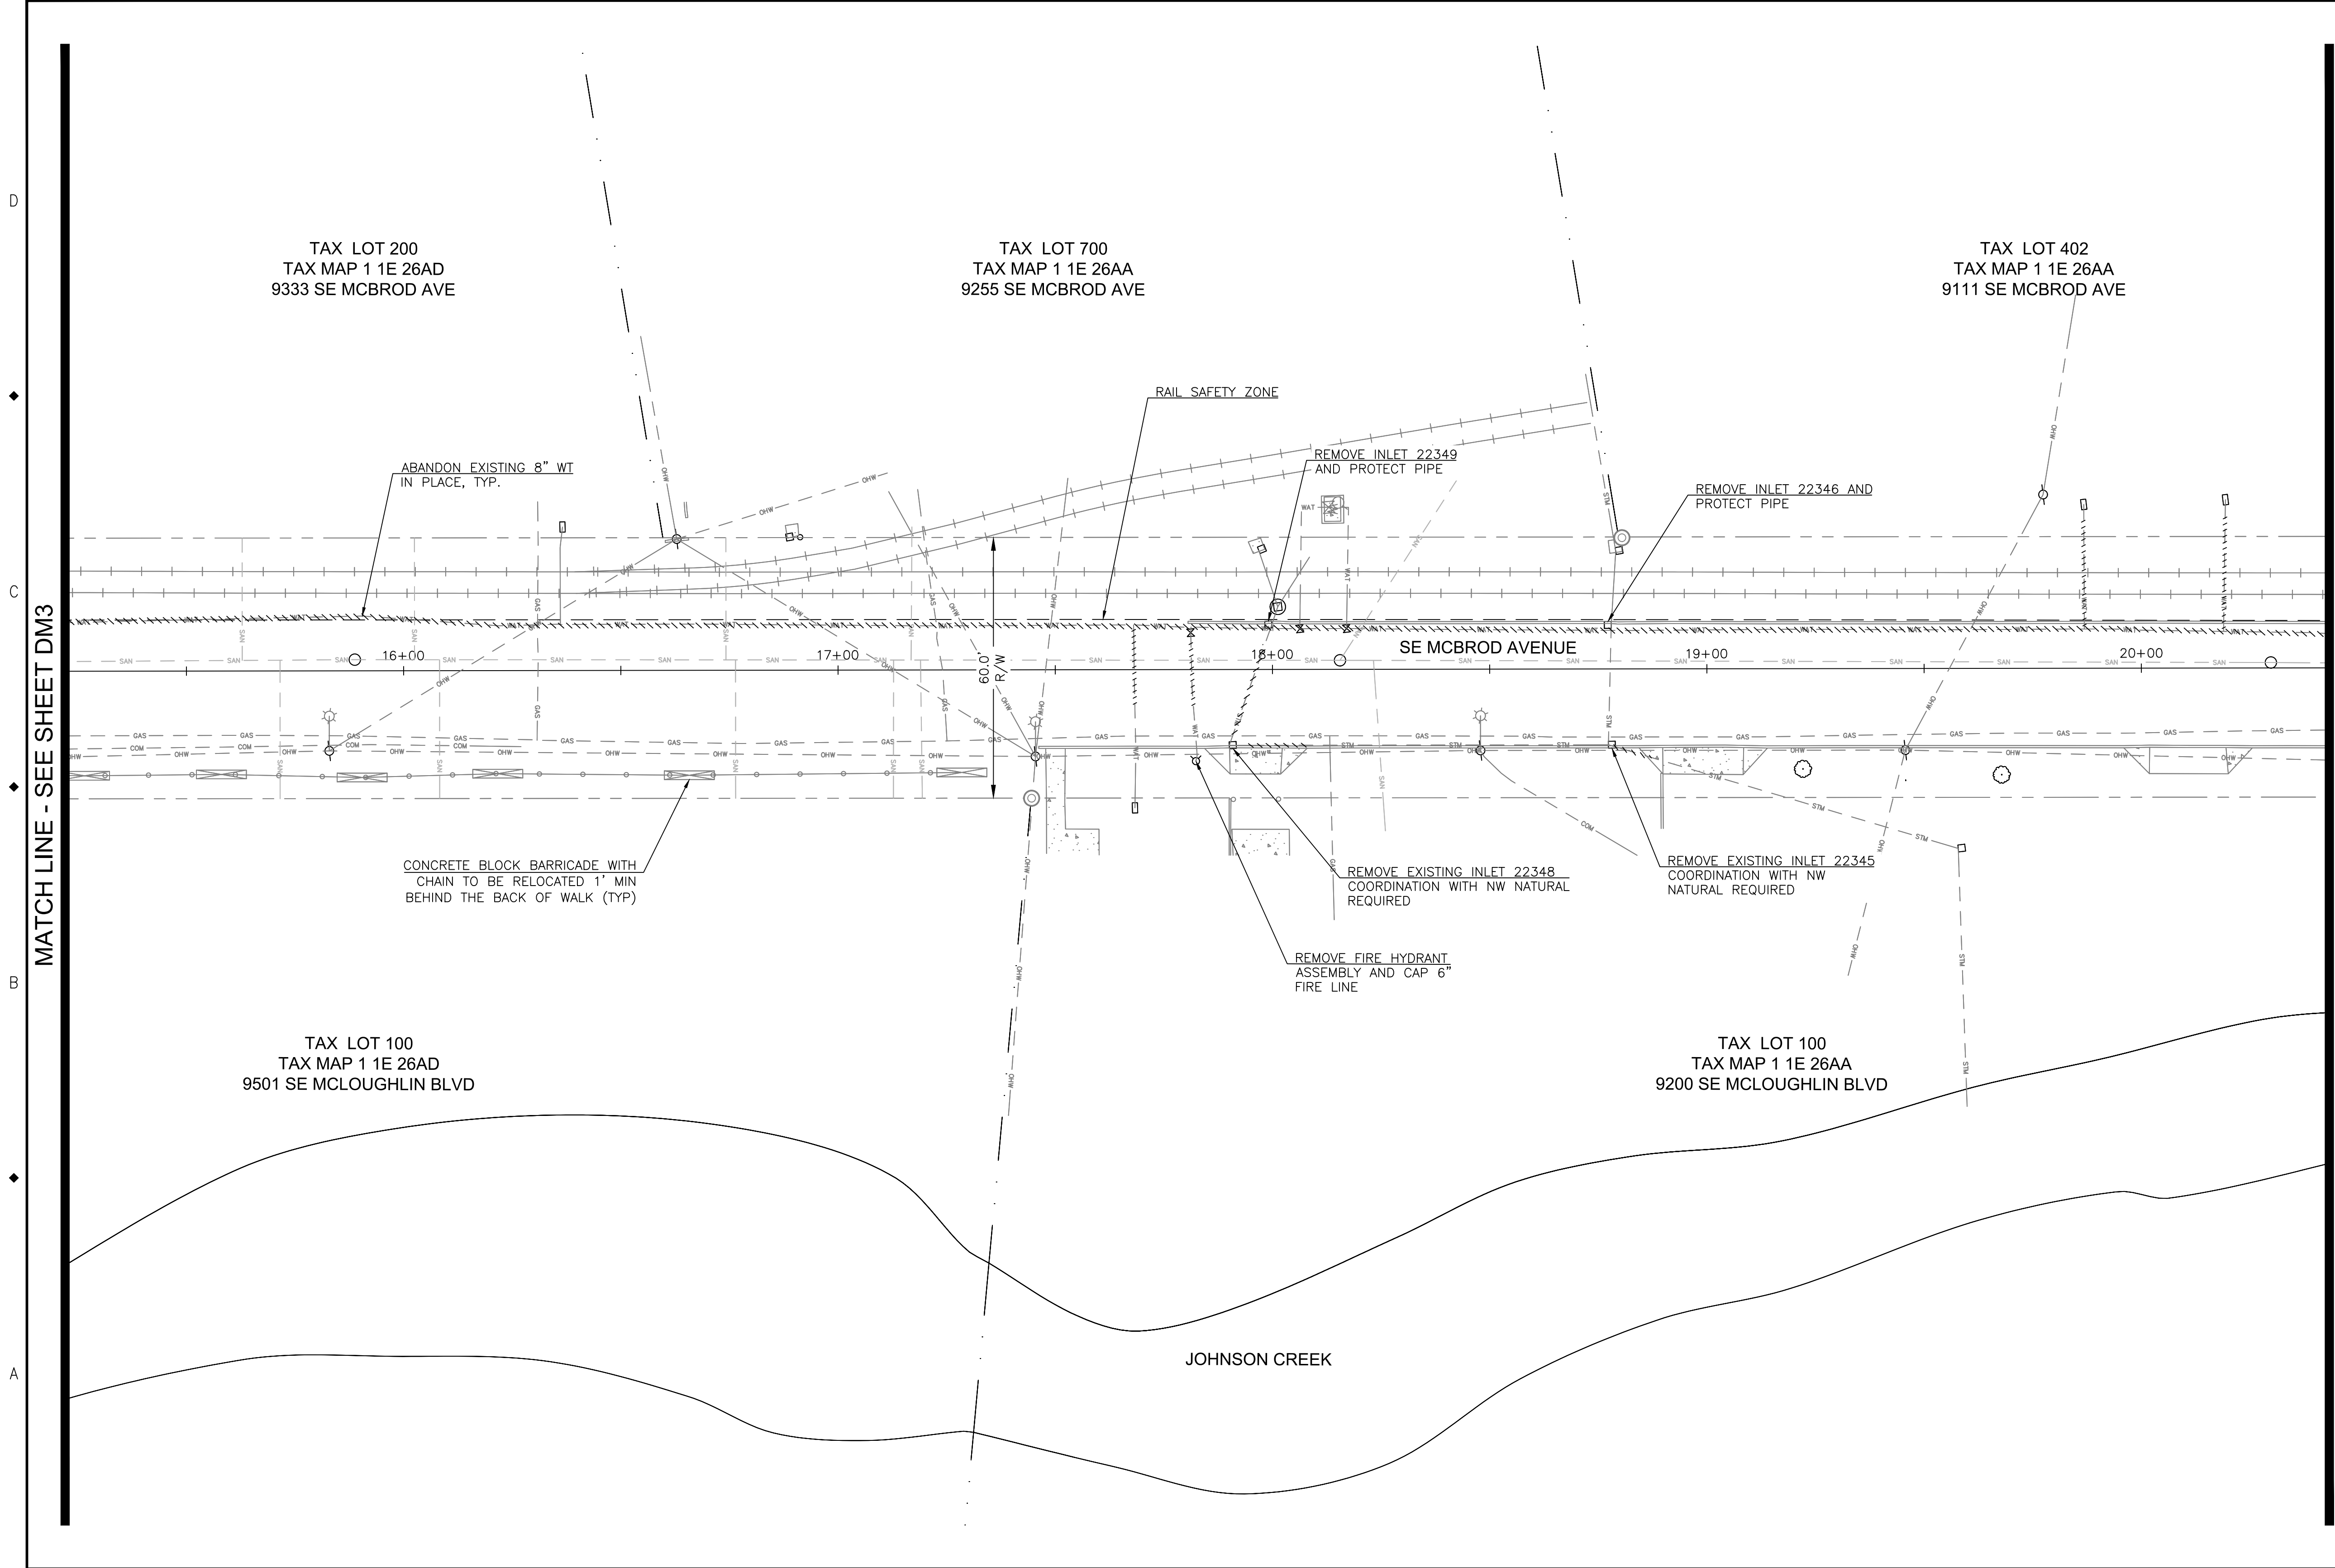 D
C
B
A
MATCH LINE - SEE SHEET DM3
TAX LOT 200
TAX MAP 1 1E 26AD
9333 SE MCBROD AVE
TAX LOT 700
TAX MAP 1 1E 26AA
9255 SE MCBROD AVE
TAX LOT 402
TAX MAP 1 1E 26AA
9111 SE MCBROD AVE
RAIL SAFETY ZONE
ABANDON EXISTING 8" WT
IN PLACE, TYP.
REMOVE INLET 22349
AND PROTECT PIPE
REMOVE INLET 22346 AND
PROTECT PIPE
SE MCBROD AVENUE
16+00
17+00
18+00
19+00
20+00
60.0'
R/W
OHW
GAS
SAN
WAT
STM
COM
CONCRETE BLOCK BARRICADE WITH
CHAIN TO BE RELOCATED 1' MIN
BEHIND THE BACK OF WALK (TYP)
REMOVE EXISTING INLET 22348
COORDINATION WITH NW NATURAL
REQUIRED
REMOVE EXISTING INLET 22345
COORDINATION WITH NW
NATURAL REQUIRED
REMOVE FIRE HYDRANT
ASSEMBLY AND CAP 6"
FIRE LINE
TAX LOT 100
TAX MAP 1 1E 26AD
9501 SE MCLOUGHLIN BLVD
TAX LOT 100
TAX MAP 1 1E 26AA
9200 SE MCLOUGHLIN BLVD
JOHNSON CREEK